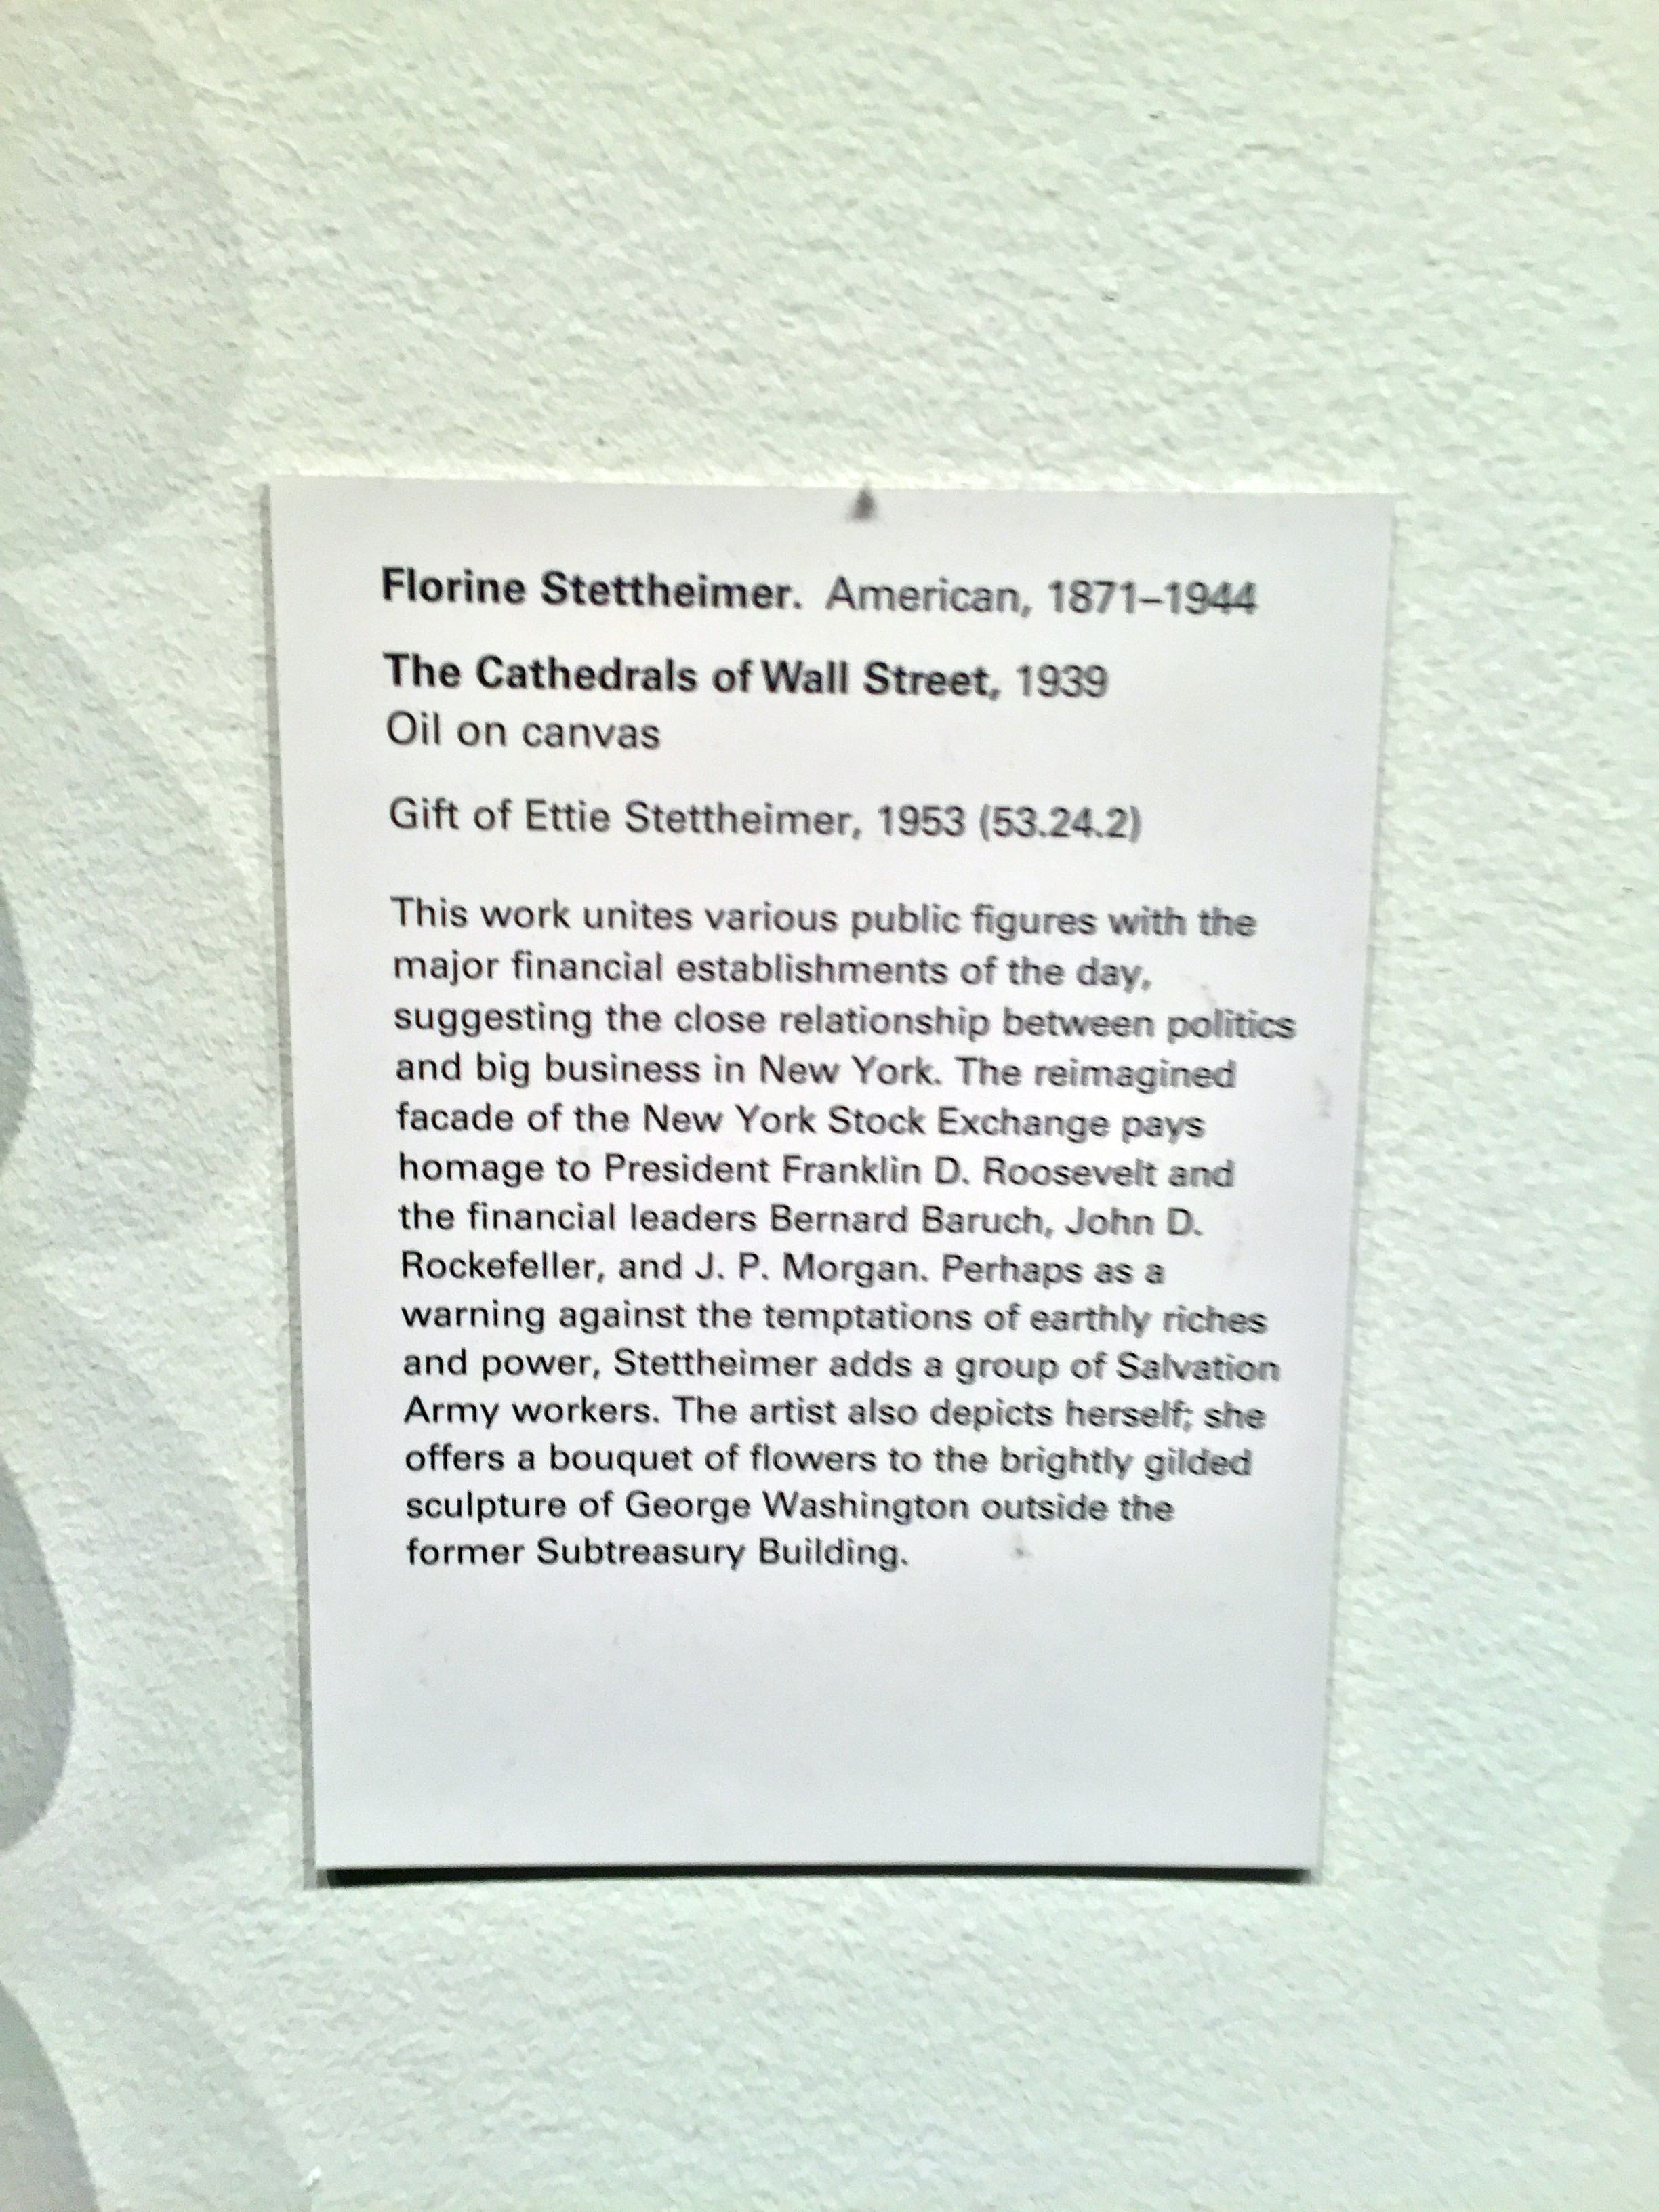 Florine Stettheimer. American, 1871–1944
The Cathedrals of Wall Street, 1939
Oil on canvas
Gift of Ettie Stettheimer, 1953 (53.24.2)
This work unites various public figures with the
major financial establishments of the day,
suggesting the close relationship between politics
and big business in New York. The reimagined
facade of the New York Stock Exchange pays
homage to President Franklin D. Roosevelt and
the financial leaders Bernard Baruch, John D.
Rockefeller, and J. P. Morgan. Perhaps as a
warning against the temptations of earthly riches
and power, Stettheimer adds a group of Salvation
Army workers. The artist also depicts herself; she
offers a bouquet of flowers to the brightly gilded
sculpture of George Washington outside the
former Subtreasury Building.